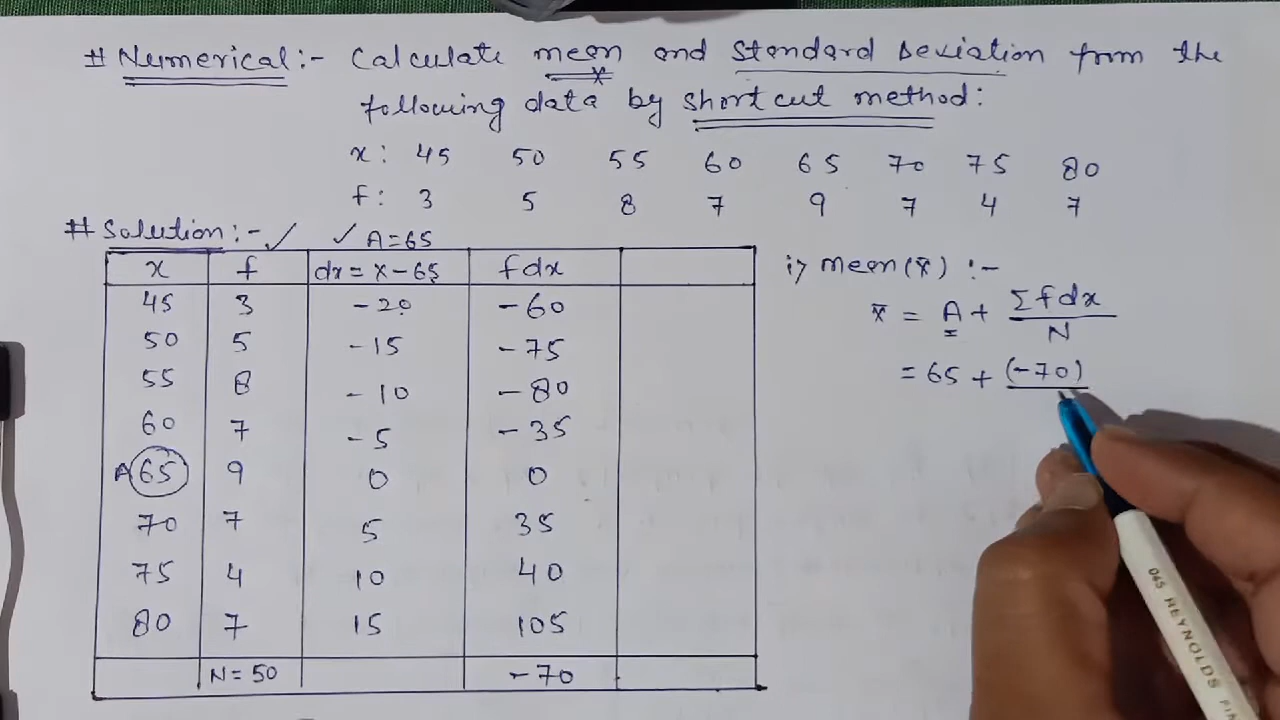 # Numerical:- Calculate mean and Standard Deviation from the
following data by shortcut method:
x: 45 50 55 60 65 70 75 80
f: 3 5 8 7 9 7 4 7
# Solution:- ✓ ✓ A=65
x f dx = x-65 fdx
45 3 -20 -60
50 5 -15 -75
55 8 -10 -80
60 7 -5 -35
A 65 9 0 0
70 7 5 35
75 4 10 40
80 7 15 105
N = 50 -70
i) Mean (x̄) :-
x̄ = A + Σfdx / N
= 65 + (-70)
045 REYNOLDS